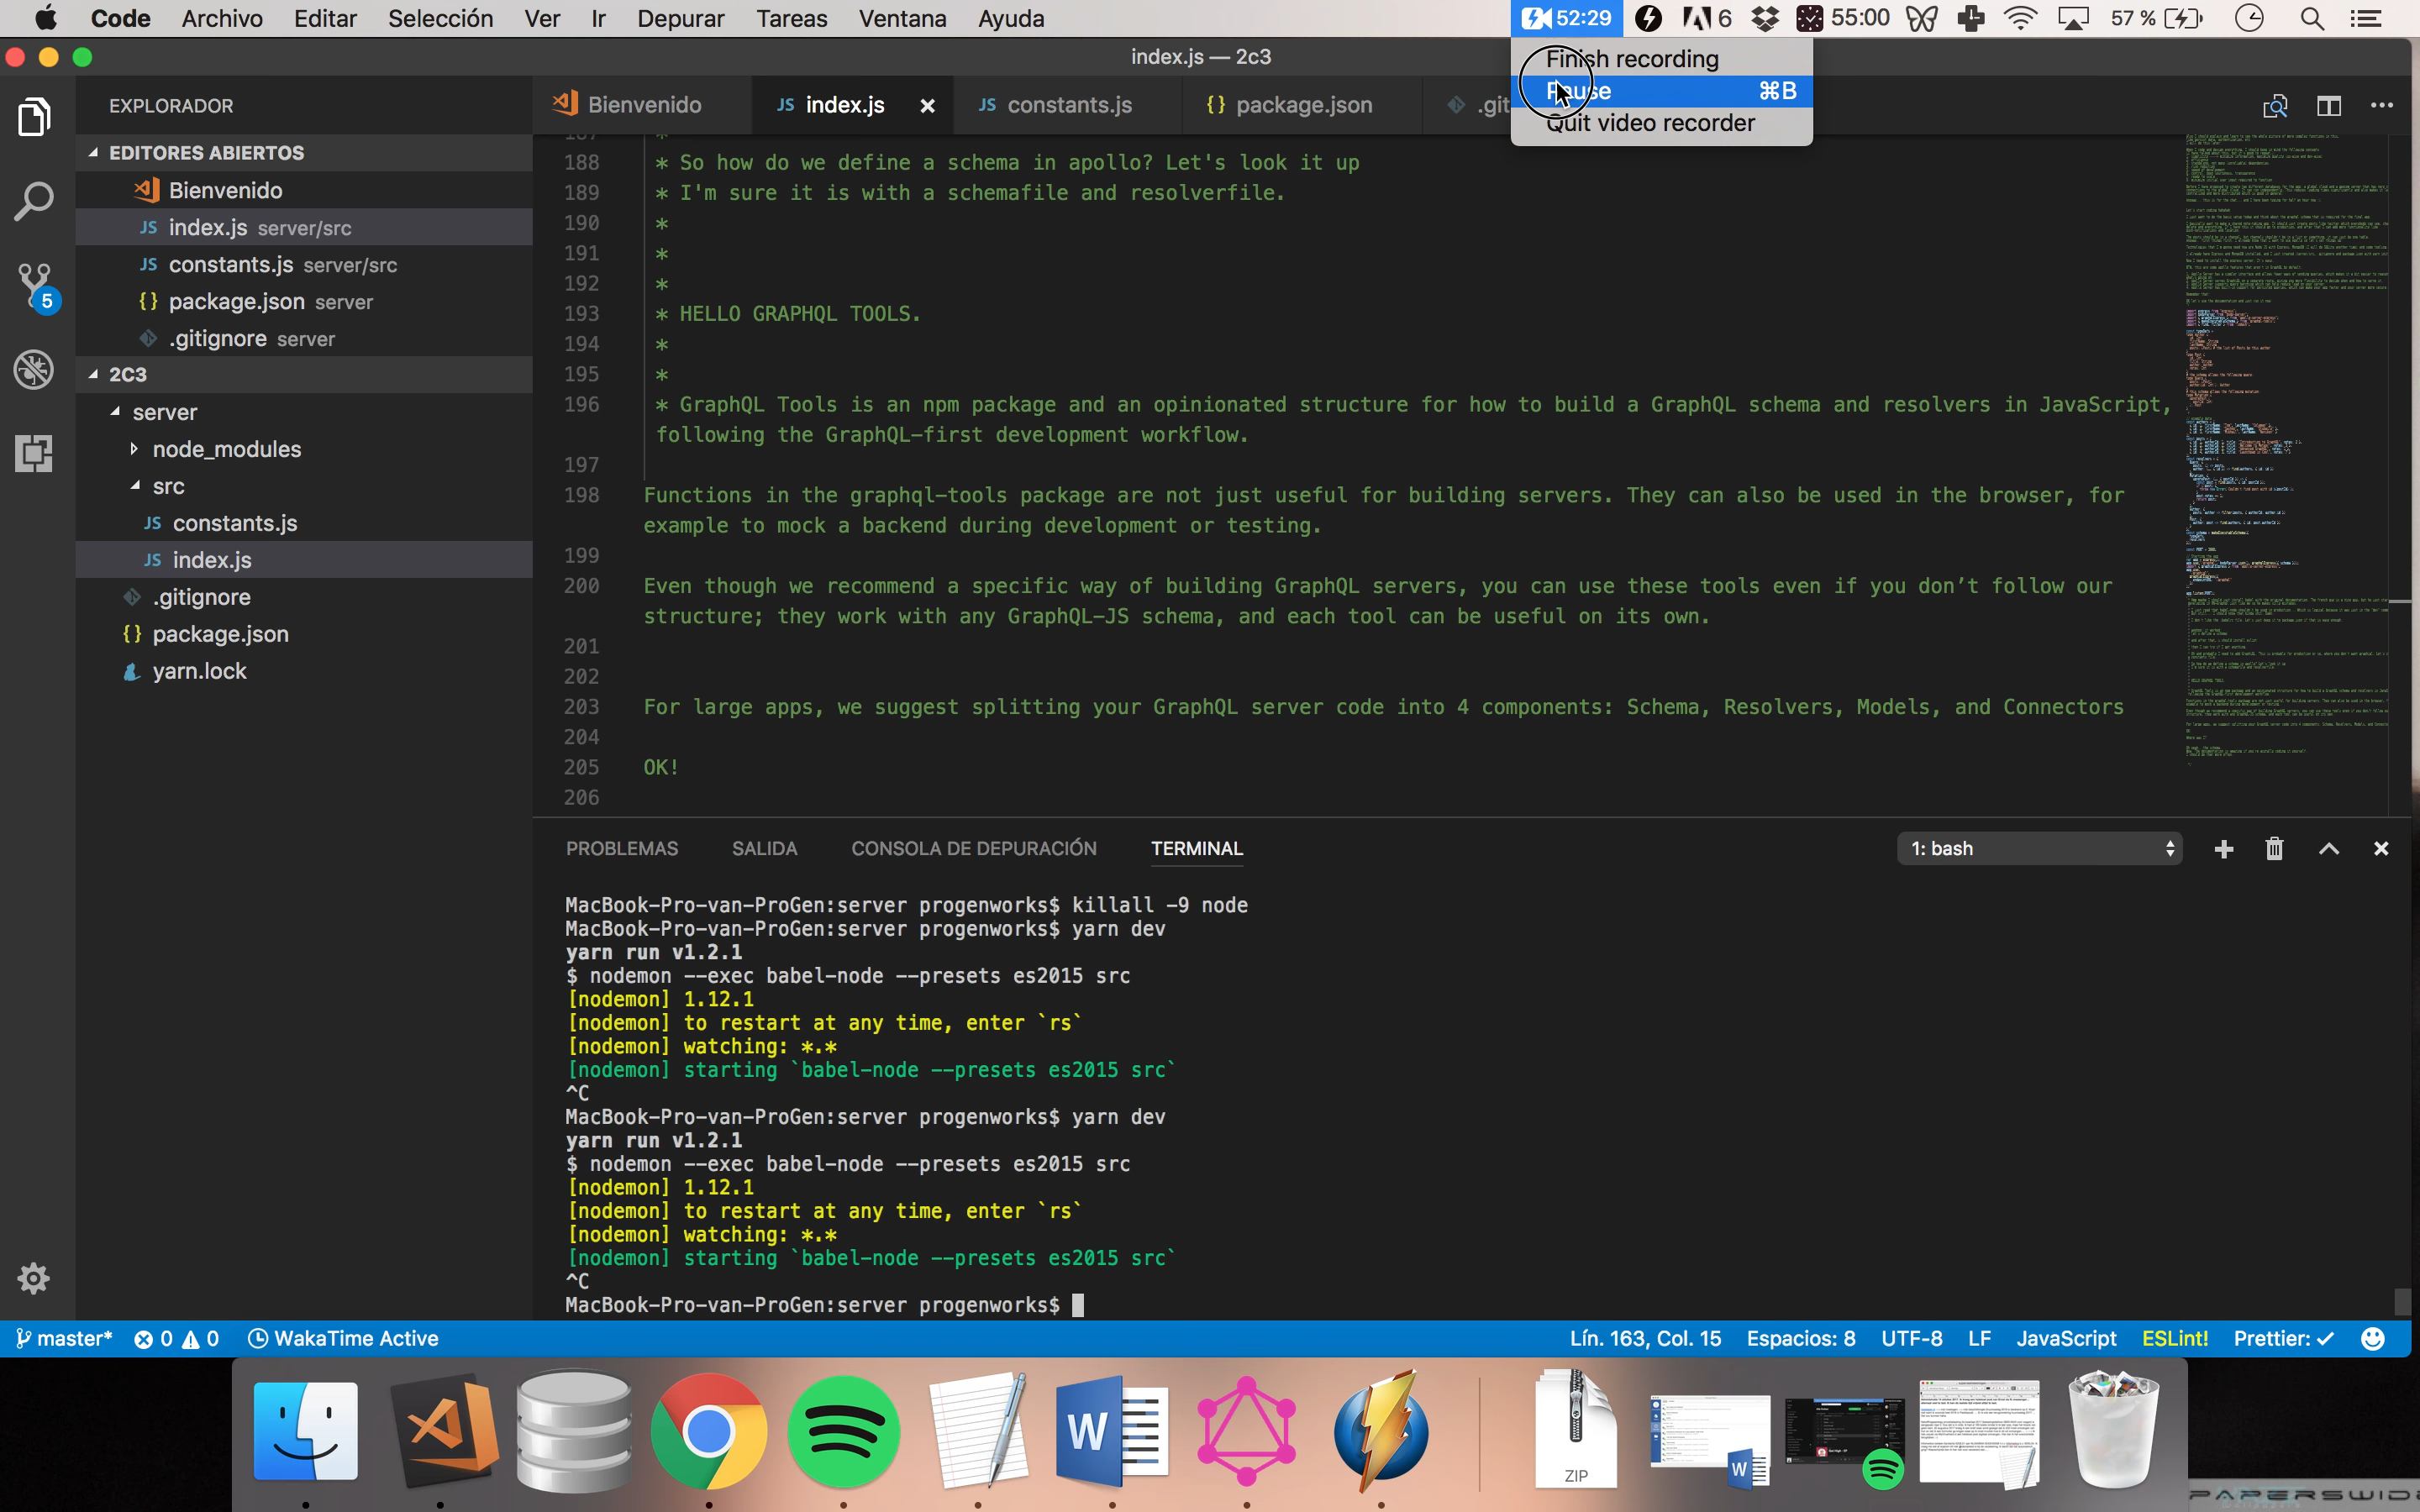 Code Archivo Editar Selección Ver Ir Depurar Tareas Ventana Ayuda 52:29 6 55:00 57 %
index.js — 2c3
Finish recording
Pause ⌘B
Quit video recorder
EXPLORADOR
Bienvenido
JS index.js ×
JS constants.js
{} package.json
.git
EDITORES ABIERTOS
Bienvenido
JS index.js server/src
JS constants.js server/src
{} package.json server
.gitignore server
5
2C3
server
node_modules
src
JS constants.js
JS index.js
.gitignore
{} package.json
yarn.lock
187 *
188 * So how do we define a schema in apollo? Let's look it up
189 * I'm sure it is with a schemafile and resolverfile.
190 *
191 *
192 *
193 * HELLO GRAPHQL TOOLS.
194 *
195 *
196 * GraphQL Tools is an npm package and an opinionated structure for how to build a GraphQL schema and resolvers in JavaScript,
following the GraphQL-first development workflow.
197
198 Functions in the graphql-tools package are not just useful for building servers. They can also be used in the browser, for
example to mock a backend during development or testing.
199
200 Even though we recommend a specific way of building GraphQL servers, you can use these tools even if you don’t follow our
structure; they work with any GraphQL-JS schema, and each tool can be useful on its own.
201
202
203 For large apps, we suggest splitting your GraphQL server code into 4 components: Schema, Resolvers, Models, and Connectors
204
205 OK!
206
PROBLEMAS SALIDA CONSOLA DE DEPURACIÓN TERMINAL 1: bash
MacBook-Pro-van-ProGen:server progenworks$ killall -9 node
MacBook-Pro-van-ProGen:server progenworks$ yarn dev
yarn run v1.2.1
$ nodemon --exec babel-node --presets es2015 src
[nodemon] 1.12.1
[nodemon] to restart at any time, enter `rs`
[nodemon] watching: *.*
[nodemon] starting `babel-node --presets es2015 src`
^C
MacBook-Pro-van-ProGen:server progenworks$ yarn dev
yarn run v1.2.1
$ nodemon --exec babel-node --presets es2015 src
[nodemon] 1.12.1
[nodemon] to restart at any time, enter `rs`
[nodemon] watching: *.*
[nodemon] starting `babel-node --presets es2015 src`
^C
MacBook-Pro-van-ProGen:server progenworks$
master* 0 0 WakaTime Active Lín. 163, Col. 15 Espacios: 8 UTF-8 LF JavaScript ESLint! Prettier: ✓
W
ZIP
W
PAPERSWIDE